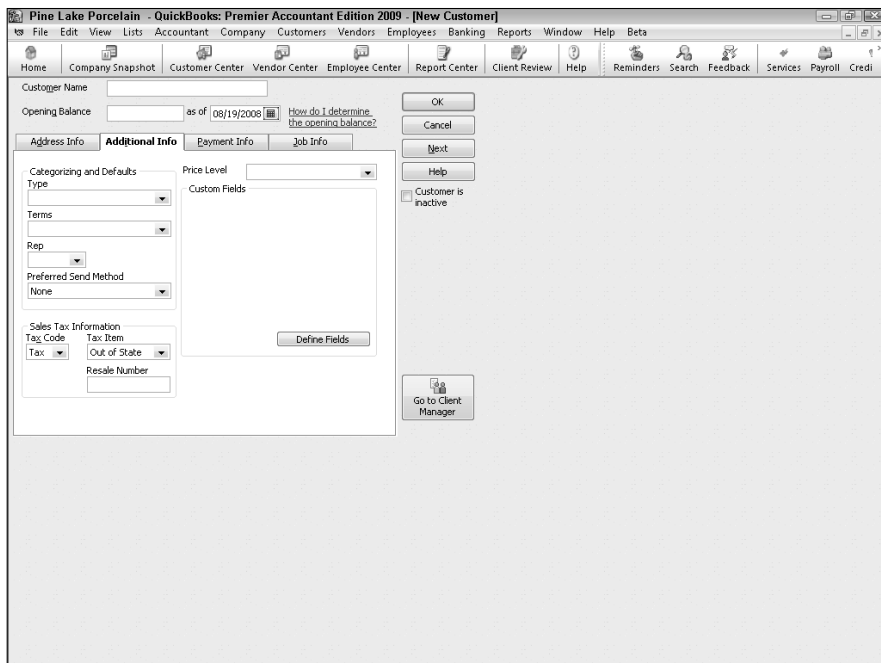 Pine Lake Porcelain - QuickBooks: Premier Accountant Edition 2009 - [New Customer]
File Edit View Lists Accountant Company Customers Vendors Employees Banking Reports Window Help Beta
Home Company Snapshot Customer Center Vendor Center Employee Center Report Center Client Review Help Reminders Search Feedback Services Payroll Credi
Customer Name
Opening Balance as of 08/19/2008 How do I determine
the opening balance?
OK
Cancel
Next
Help
Customer is
inactive
Address Info Additional Info Payment Info Job Info
Categorizing and Defaults
Type
Terms
Rep
Preferred Send Method
None
Price Level
Custom Fields
Define Fields
Sales Tax Information
Tax Code Tax Item
Tax Out of State
Resale Number
Go to Client
Manager